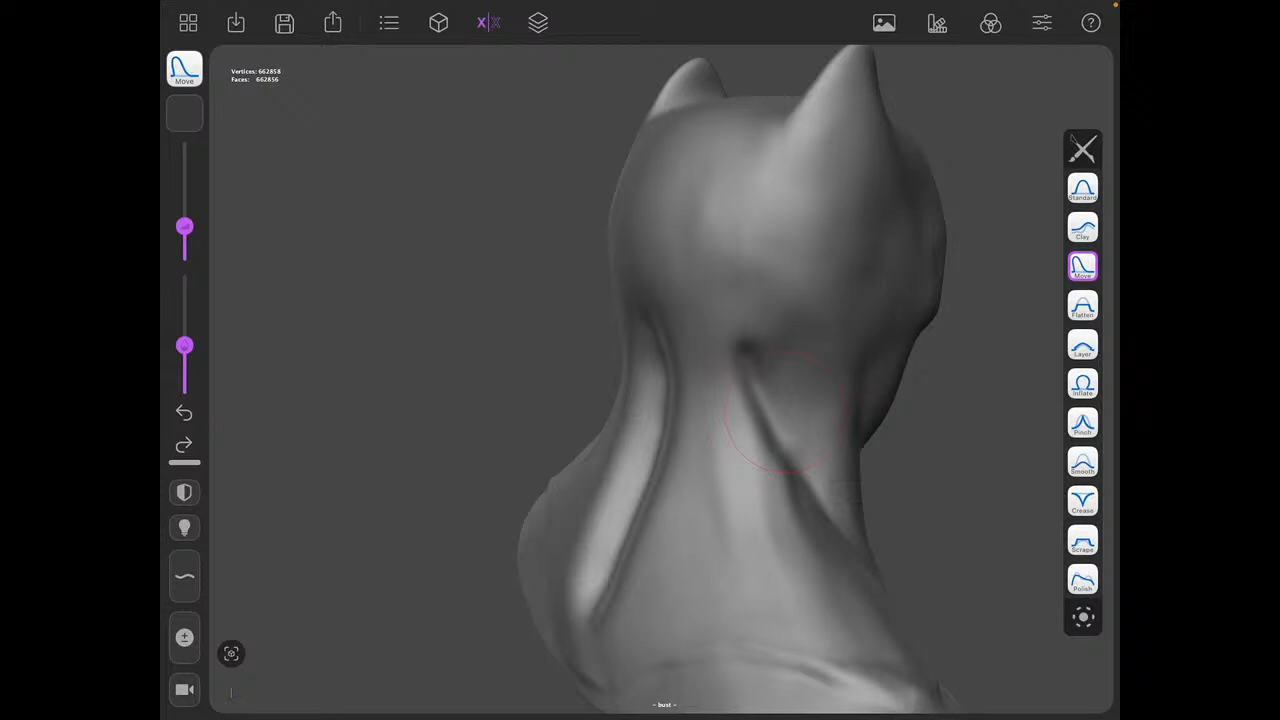 Vertices: 662858
Faces: 662856
Move
Standard
Clay
Move
Flatten
Layer
Inflate
Pinch
Smooth
Crease
Scrape
Polish
~ bust ~